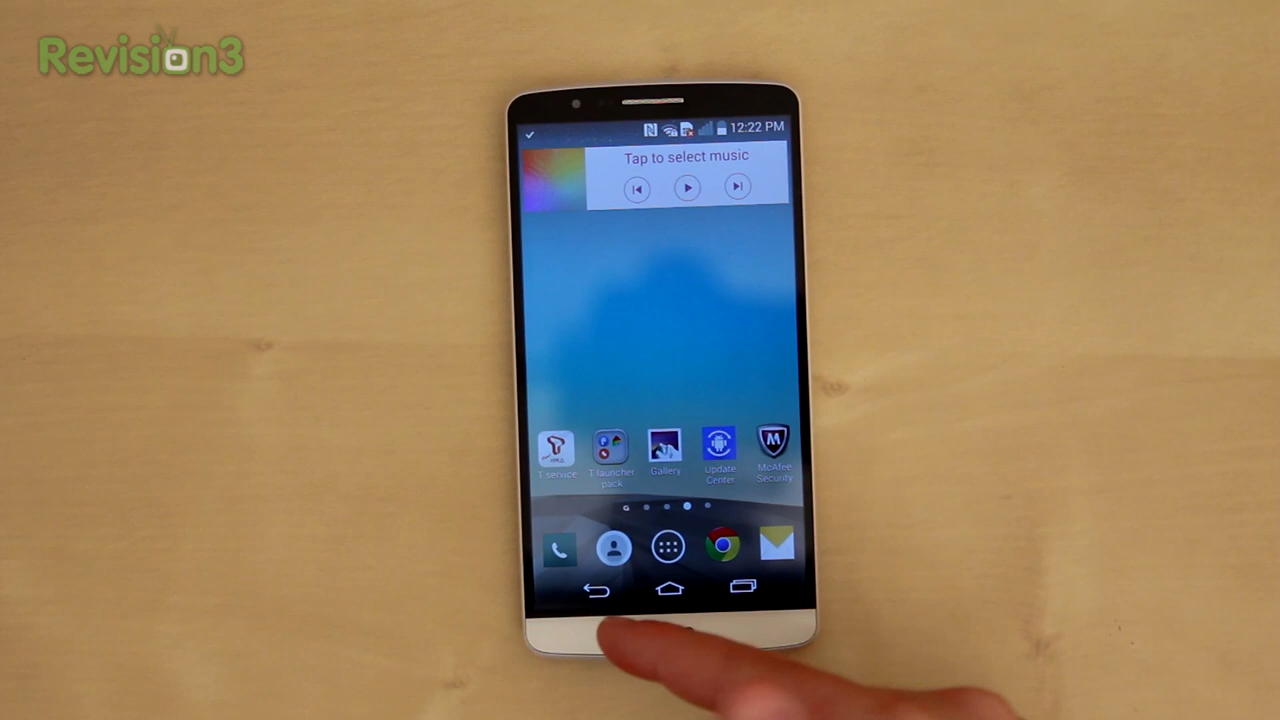 Revision3
12:22 PM
Tap to select music
T service
T launcher
pack
Gallery
Update
Center
McAfee
Security